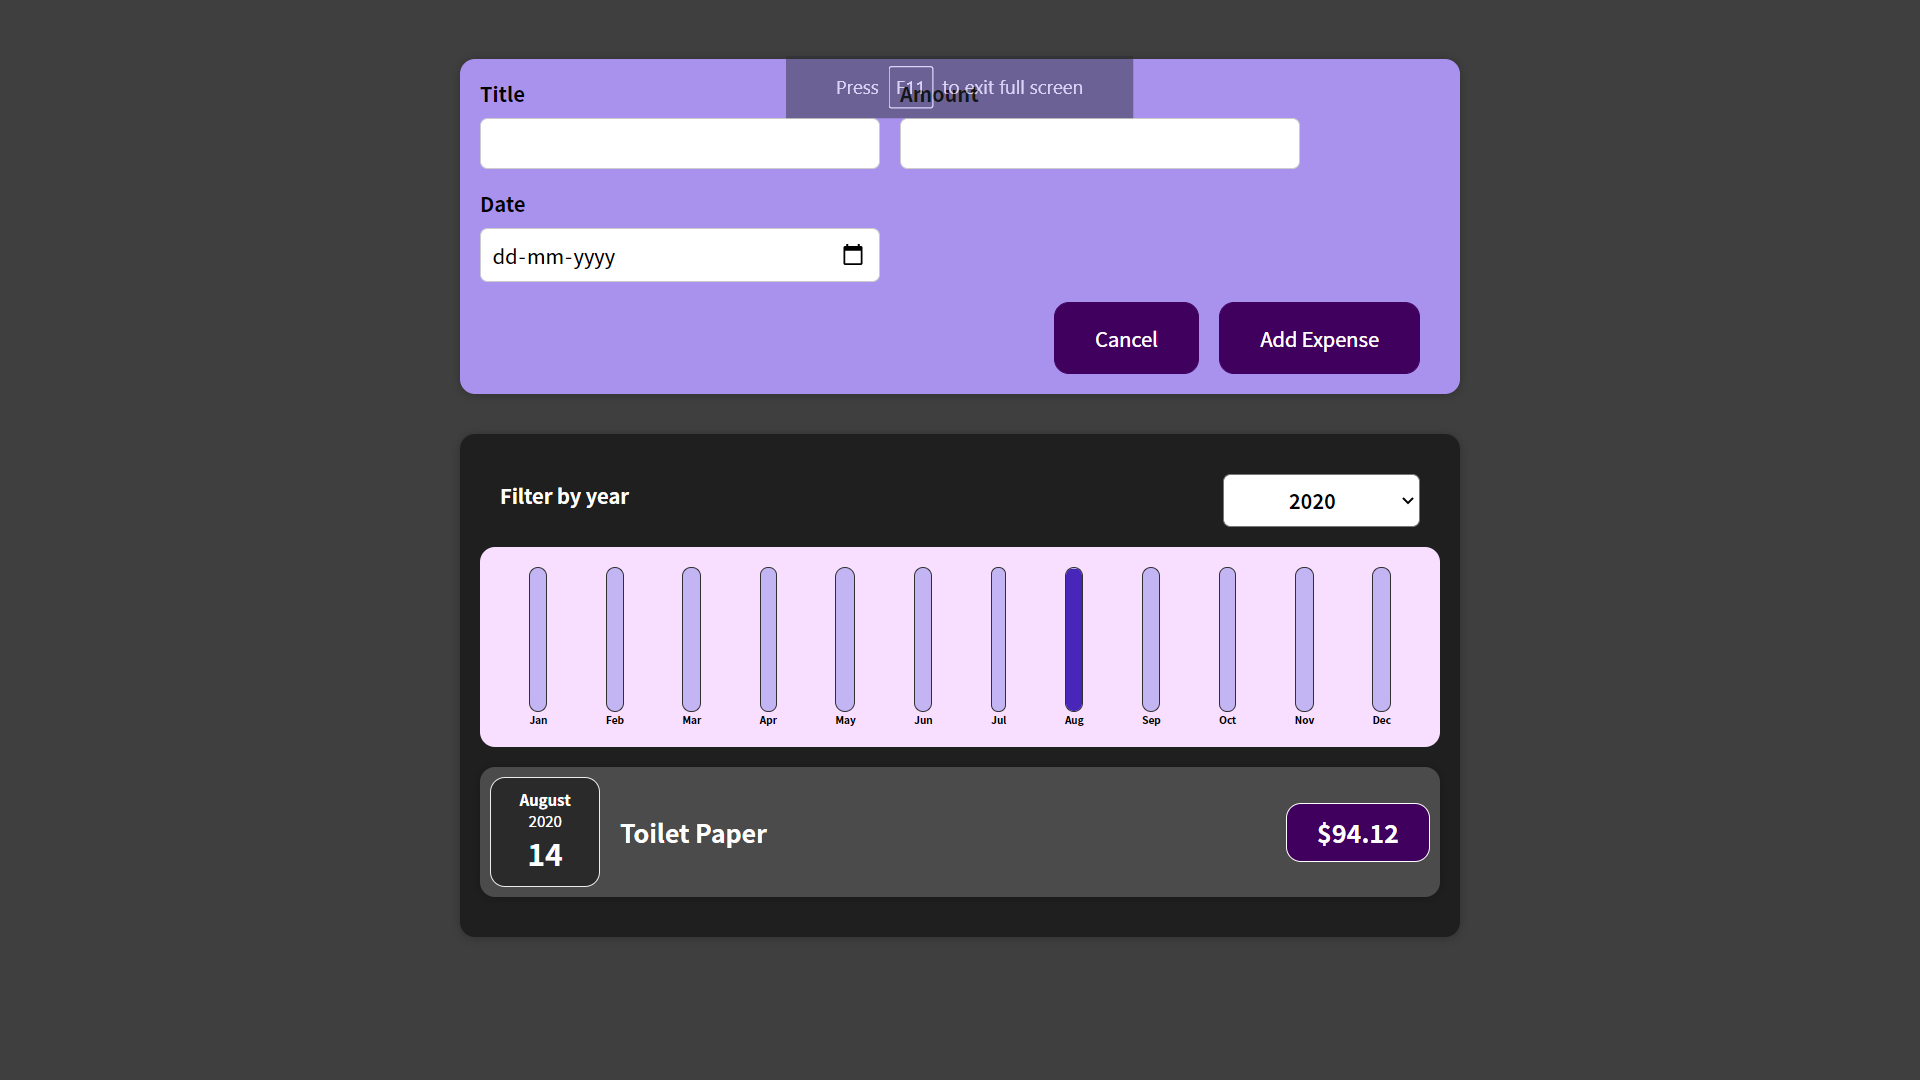 Press F11 to exit full screen
Title
Amount
Date
dd-mm-yyyy
Cancel
Add Expense
Filter by year
2020
Jan Feb Mar Apr May Jun Jul Aug Sep Oct Nov Dec
August
2020
14
Toilet Paper
$94.12